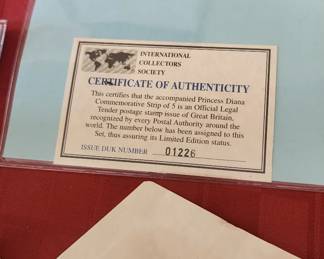 INTERNATIONAL
COLLECTORS
SOCIETY
CERTIFICATE OF AUTHENTICITY
This certifies that the accompanied Princess Diana
Commemorative Strip of 5 is an Official Legal
Tender postage stamp issue of Great Britain,
recognized by every Postal Authority around the
world. The number below has been assigned to this
Set, thus assuring its Limited Edition status.
ISSUE DUK NUMBER 01226